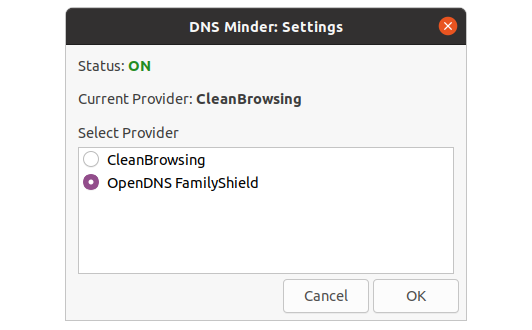 DNS Minder: Settings
Status: ON
Current Provider: CleanBrowsing
Select Provider
CleanBrowsing
OpenDNS FamilyShield
Cancel OK